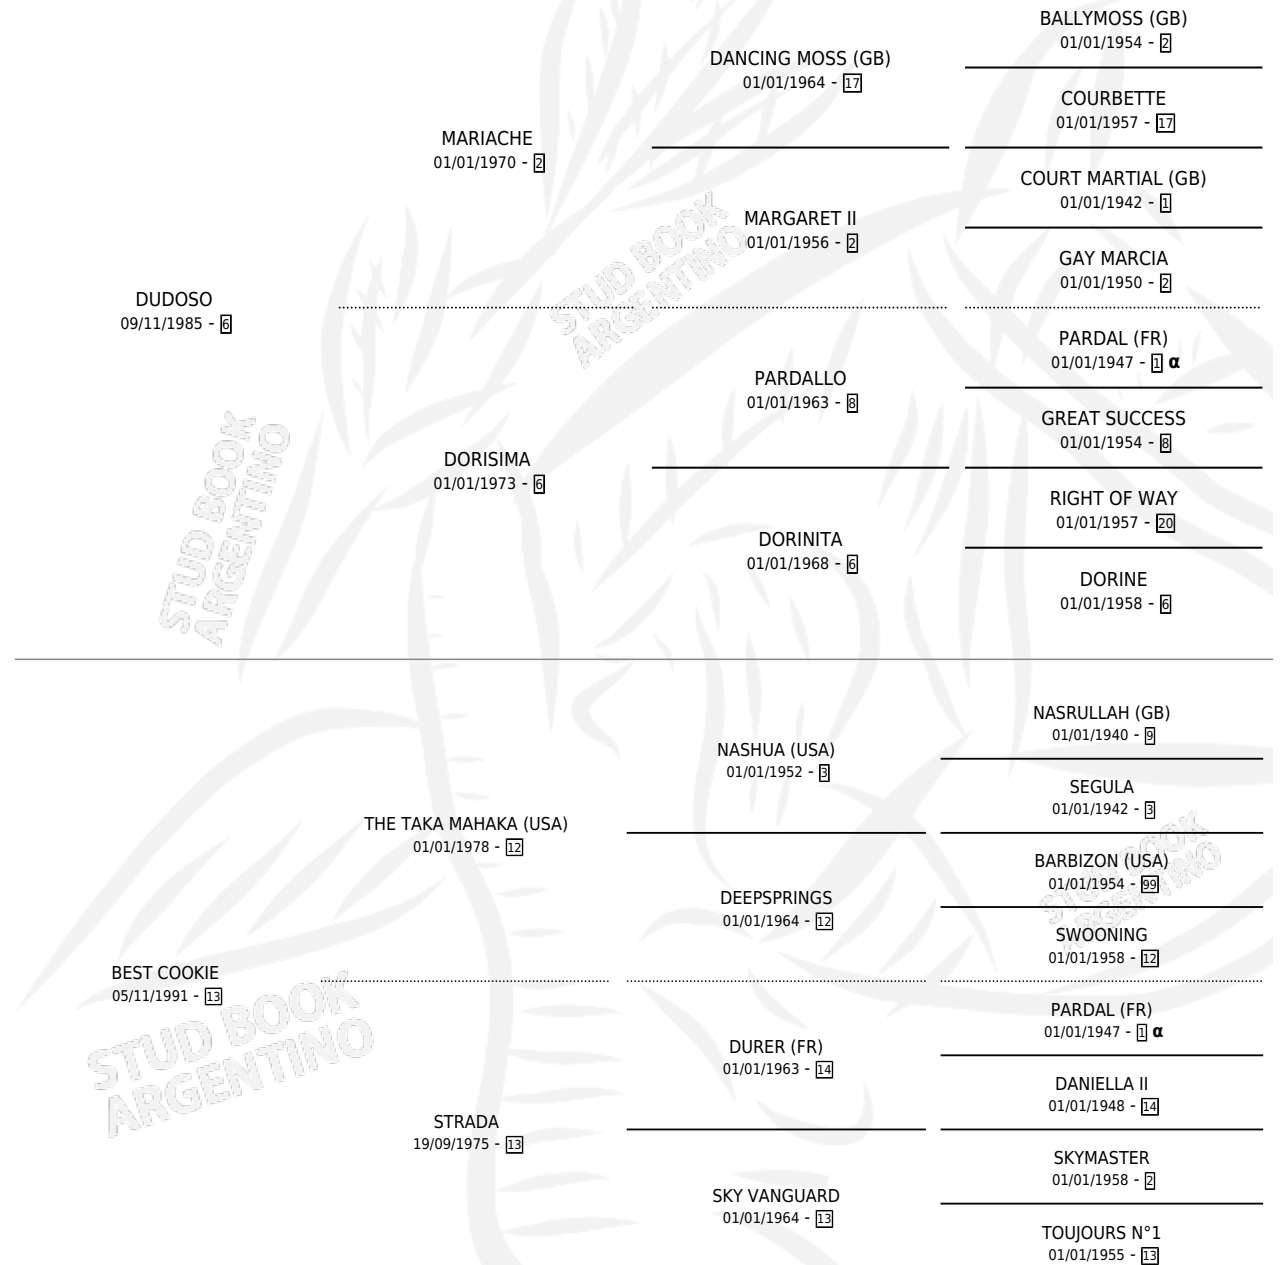 BALLYMOSS (GB)
01/01/1954 - 2
DANCING MOSS (GB)
01/01/1964 - 17
COURBETTE
01/01/1957 - 17
MARIACHE
01/01/1970 - 2
COURT MARTIAL (GB)
01/01/1942 - 1
MARGARET II
01/01/1956 - 2
GAY MARCIA
01/01/1950 - 2
DUDOSO
09/11/1985 - 6
PARDAL (FR)
01/01/1947 - 1 α
PARDALLO
01/01/1963 - 8
GREAT SUCCESS
01/01/1954 - 8
DORISIMA
01/01/1973 - 6
RIGHT OF WAY
01/01/1957 - 20
DORINITA
01/01/1968 - 6
DORINE
01/01/1958 - 6
NASRULLAH (GB)
01/01/1940 - 9
NASHUA (USA)
01/01/1952 - 3
SEGULA
01/01/1942 - 3
THE TAKA MAHAKA (USA)
01/01/1978 - 12
BARBIZON (USA)
01/01/1954 - 99
DEEPSPRINGS
01/01/1964 - 12
SWOONING
01/01/1958 - 12
BEST COOKIE
05/11/1991 - 13
PARDAL (FR)
01/01/1947 - 1 α
DURER (FR)
01/01/1963 - 14
DANIELLA II
01/01/1948 - 14
STRADA
19/09/1975 - 13
SKYMASTER
01/01/1958 - 2
SKY VANGUARD
01/01/1964 - 13
TOUJOURS N°1
01/01/1955 - 13
STUD BOOK
ARGENTINO
STUD BOOK
ARGENTINO
STUD BOOK
ARGENTINO
STUD BOOK
ARGENTINO